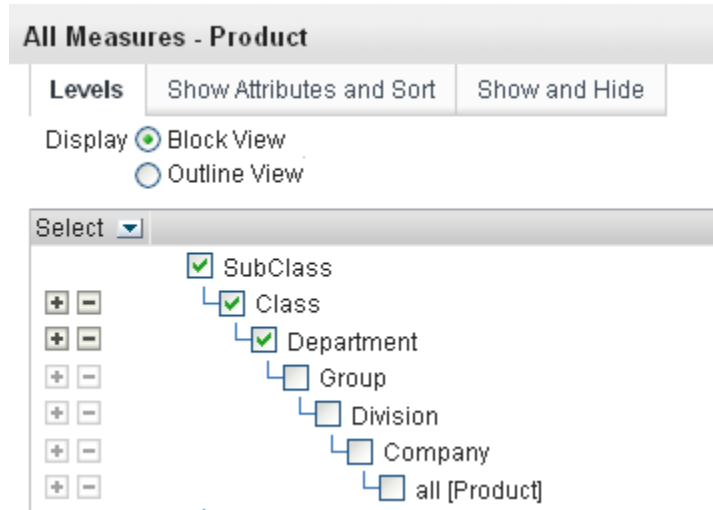 All Measures - Product
Levels Show Attributes and Sort Show and Hide
Display Block View
Outline View
Select
SubClass
Class
Department
Group
Division
Company
all [Product]